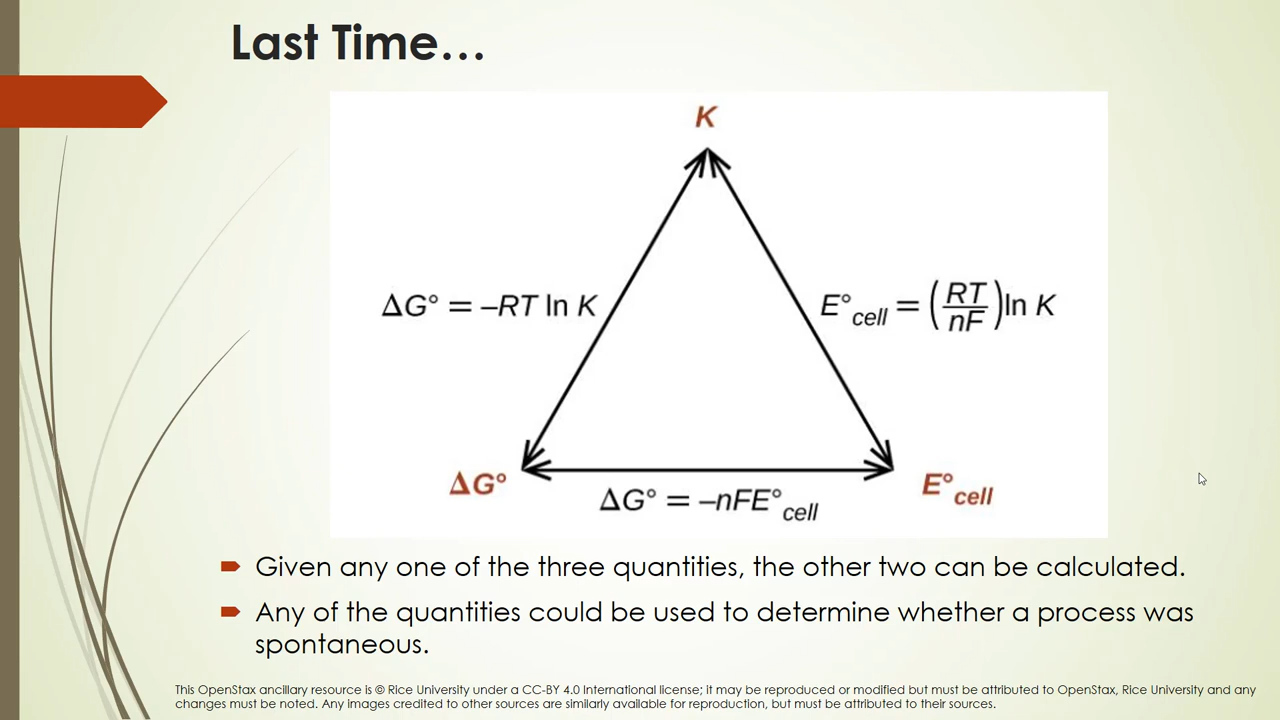 Last Time…
K
ΔG° = –RT ln K
E°cell = (RT/nF)ln K
ΔG°
ΔG° = –nFE°cell
E°cell
Given any one of the three quantities, the other two can be calculated.
Any of the quantities could be used to determine whether a process was
spontaneous.
This OpenStax ancillary resource is © Rice University under a CC-BY 4.0 International license; it may be reproduced or modified but must be attributed to OpenStax, Rice University and any
changes must be noted. Any images credited to other sources are similarly available for reproduction, but must be attributed to their sources.